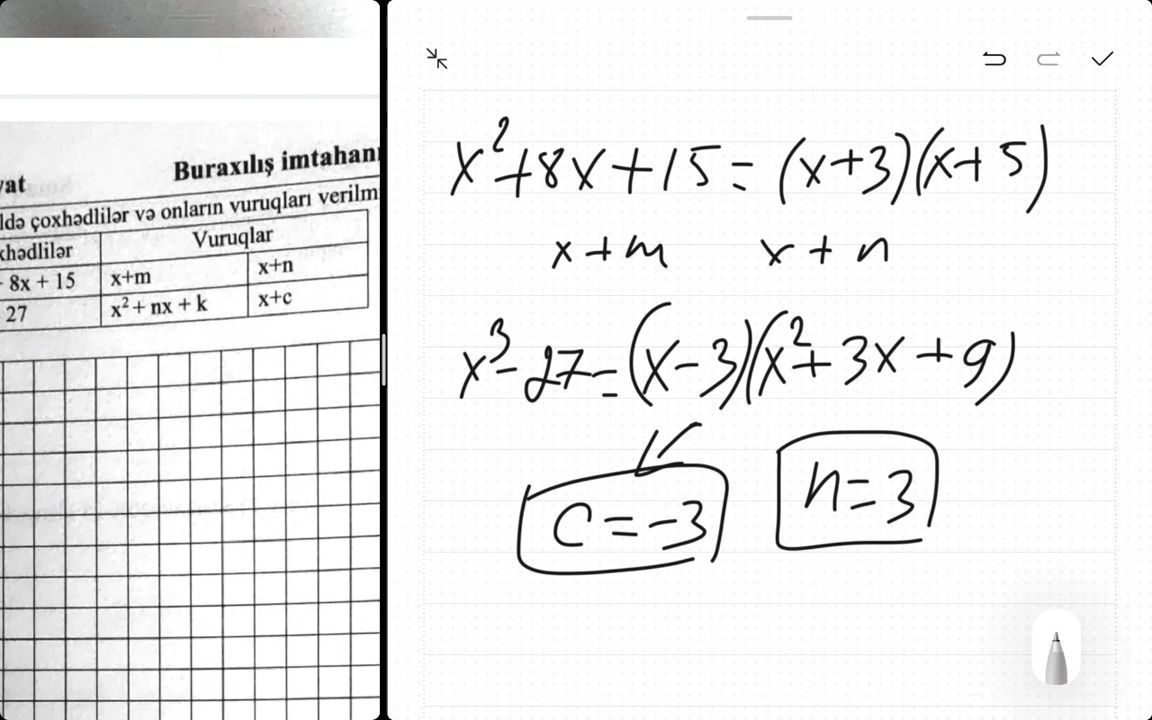 Buraxılış imtahanı
yat
ldə çoxhədlilər və onların vuruqları verilm
xhədlilər Vuruqlar
8x + 15 x+m x+n
27 x² + nx + k x+c
x² + 8x + 15 = (x+3)(x+5)
x + m x + n
x³ - 27 = (x-3)(x² + 3x + 9)
c = -3 n = 3